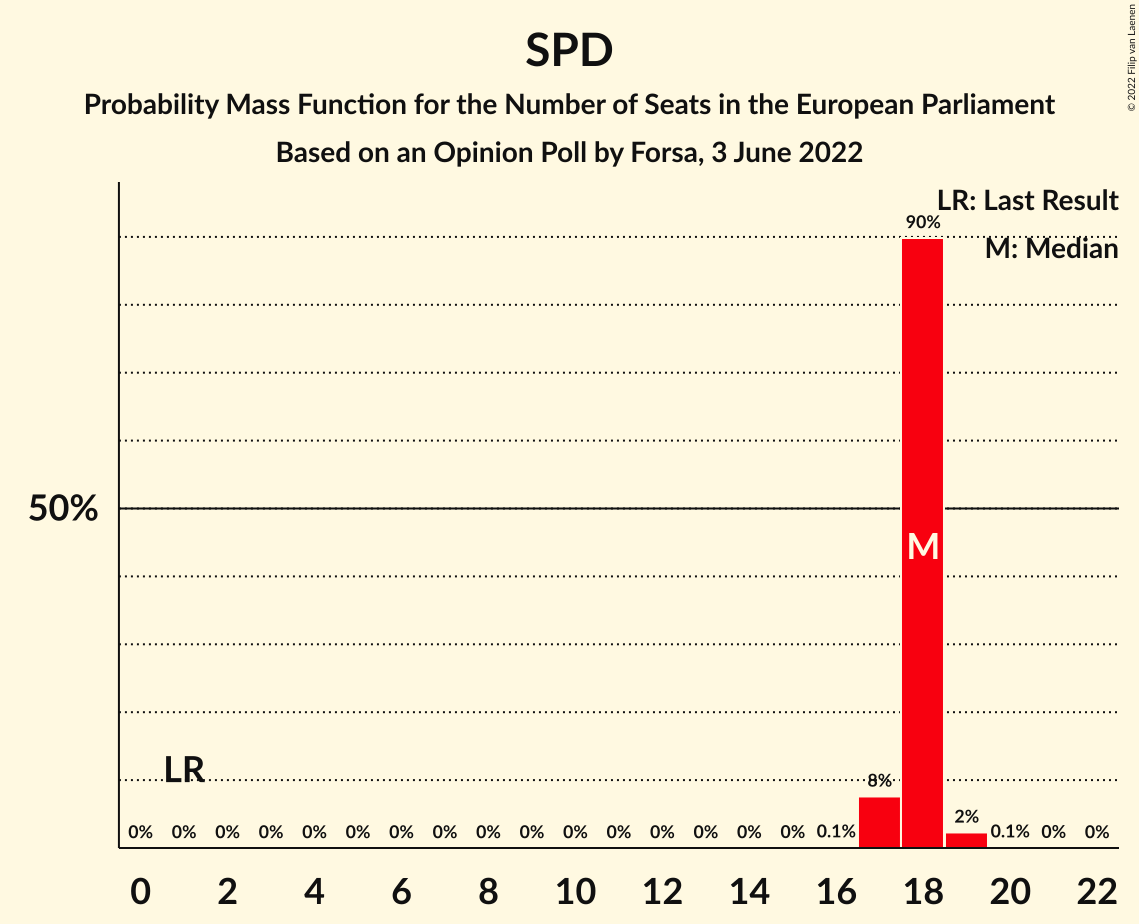 SPD
Probability Mass Function for the Number of Seats in the European Parliament
Based on an Opinion Poll by Forsa, 3 June 2022
© 2022 Filip van Laenen
LR: Last Result
M: Median
90%
50%
M
LR
8%
2%
0% 0% 0% 0% 0% 0% 0% 0% 0% 0% 0% 0% 0% 0% 0% 0% 0.1% 0.1% 0% 0%
0 2 4 6 8 10 12 14 16 18 20 22